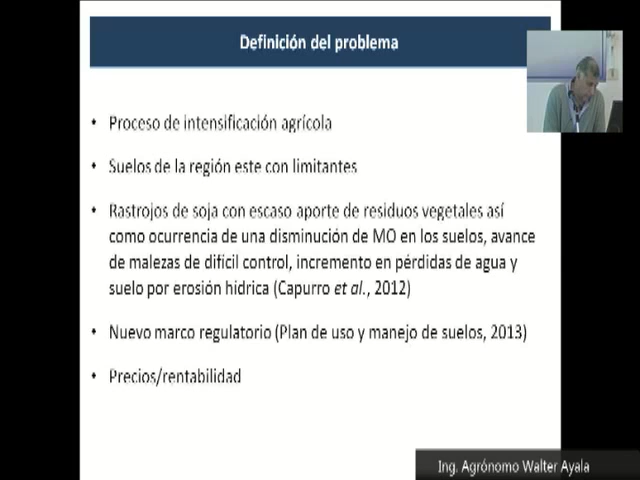 Definición del problema
• Proceso de intensificación agrícola
• Suelos de la región este con limitantes
• Rastrojos de soja con escaso aporte de residuos vegetales así
como ocurrencia de una disminución de MO en los suelos, avance
de malezas de difícil control, incremento en pérdidas de agua y
suelo por erosión hídrica (Capurro et al., 2012)
• Nuevo marco regulatorio (Plan de uso y manejo de suelos, 2013)
• Precios/rentabilidad
Ing. Agrónomo Walter Ayala